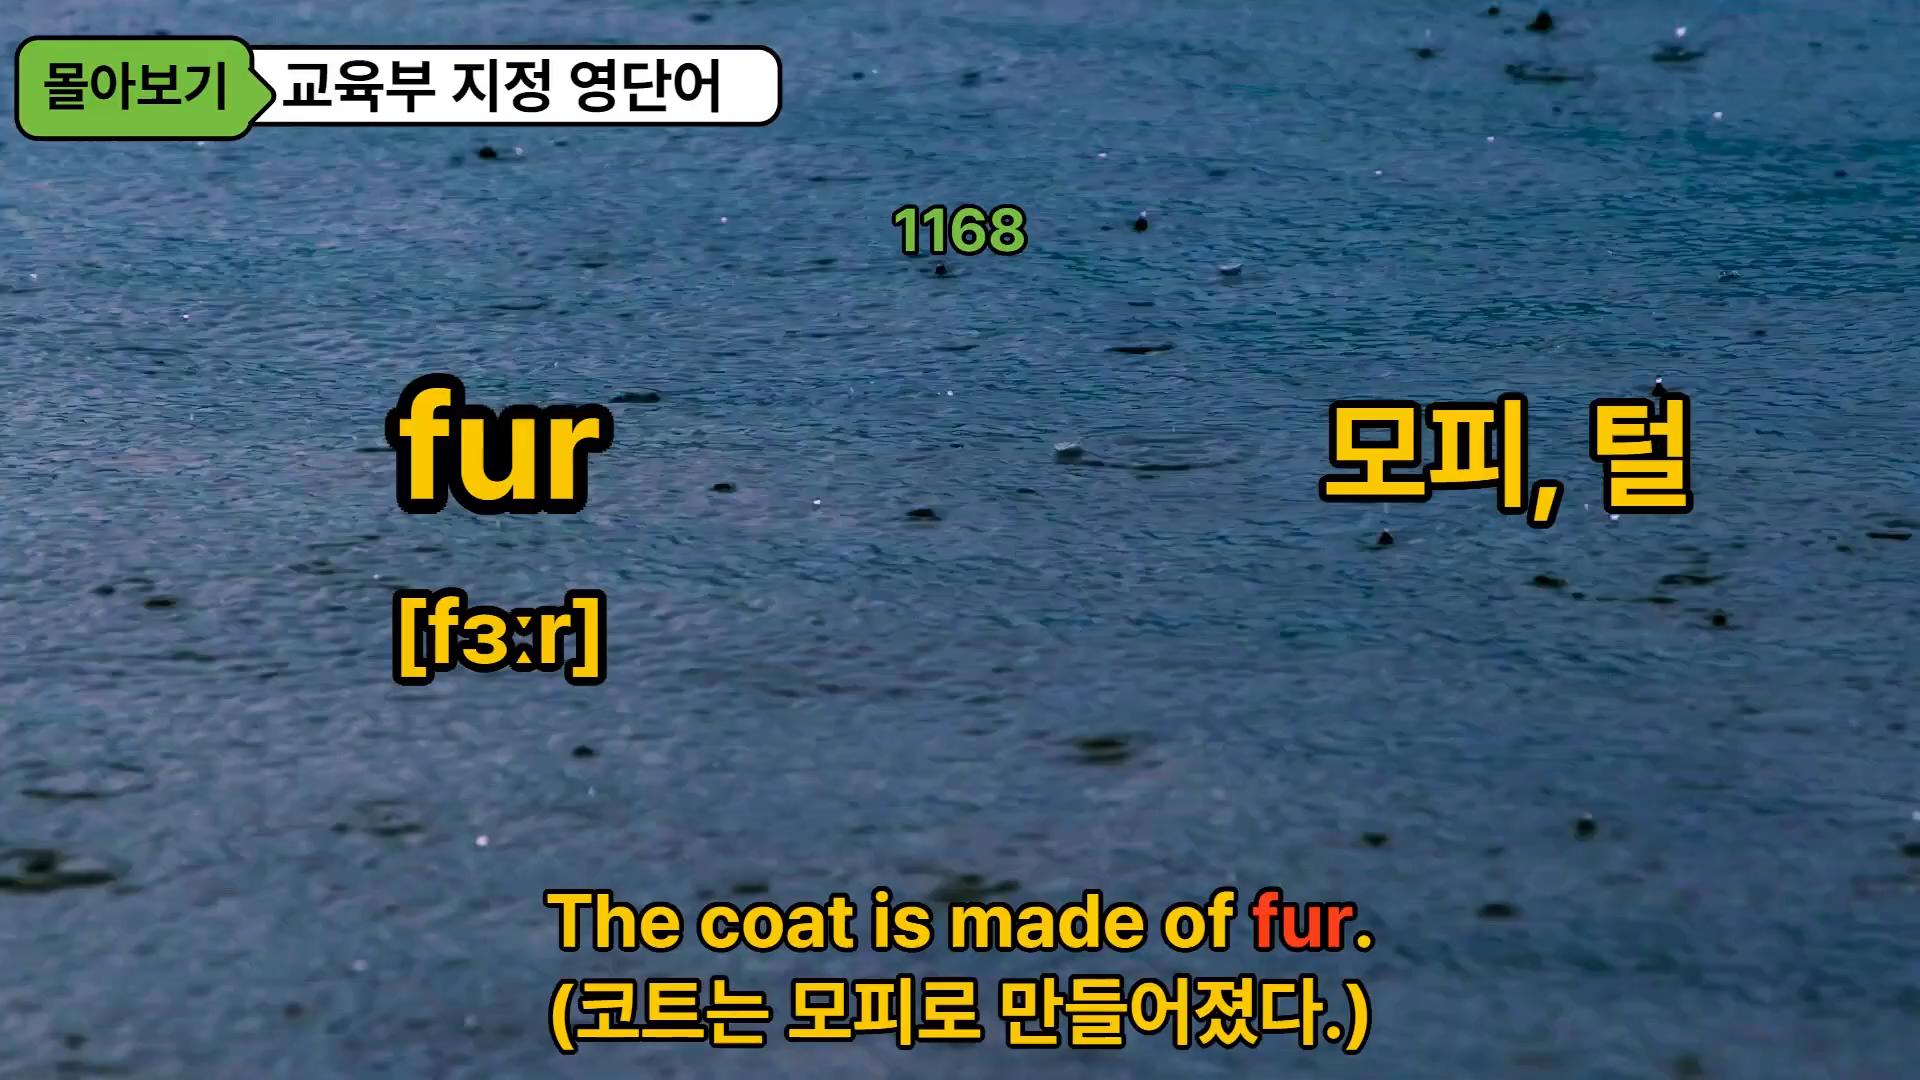 몰아보기 교육부 지정 영단어
1168
fur 모피, 털
[fɜːr]
The coat is made of fur.
(코트는 모피로 만들어졌다.)